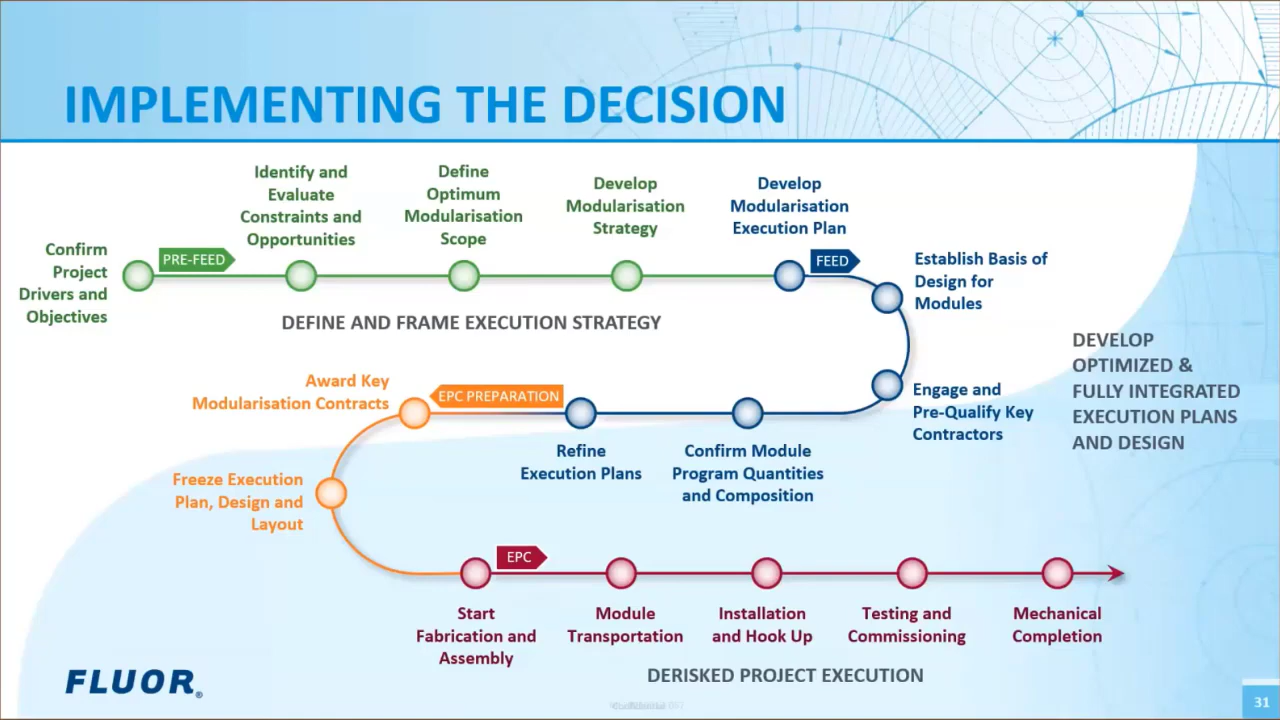 IMPLEMENTING THE DECISION
Confirm
Project
Drivers and
Objectives
PRE-FEED
Identify and
Evaluate
Constraints and
Opportunities
Define
Optimum
Modularisation
Scope
Develop
Modularisation
Strategy
Develop
Modularisation
Execution Plan
FEED
Establish Basis of
Design for
Modules
DEFINE AND FRAME EXECUTION STRATEGY
DEVELOP
OPTIMIZED &
FULLY INTEGRATED
EXECUTION PLANS
AND DESIGN
Engage and
Pre-Qualify Key
Contractors
Confirm Module
Program Quantities
and Composition
Refine
Execution Plans
EPC PREPARATION
Award Key
Modularisation Contracts
Freeze Execution
Plan, Design and
Layout
EPC
Start
Fabrication and
Assembly
Module
Transportation
Installation
and Hook Up
Testing and
Commissioning
Mechanical
Completion
DERISKED PROJECT EXECUTION
FLUOR®
31